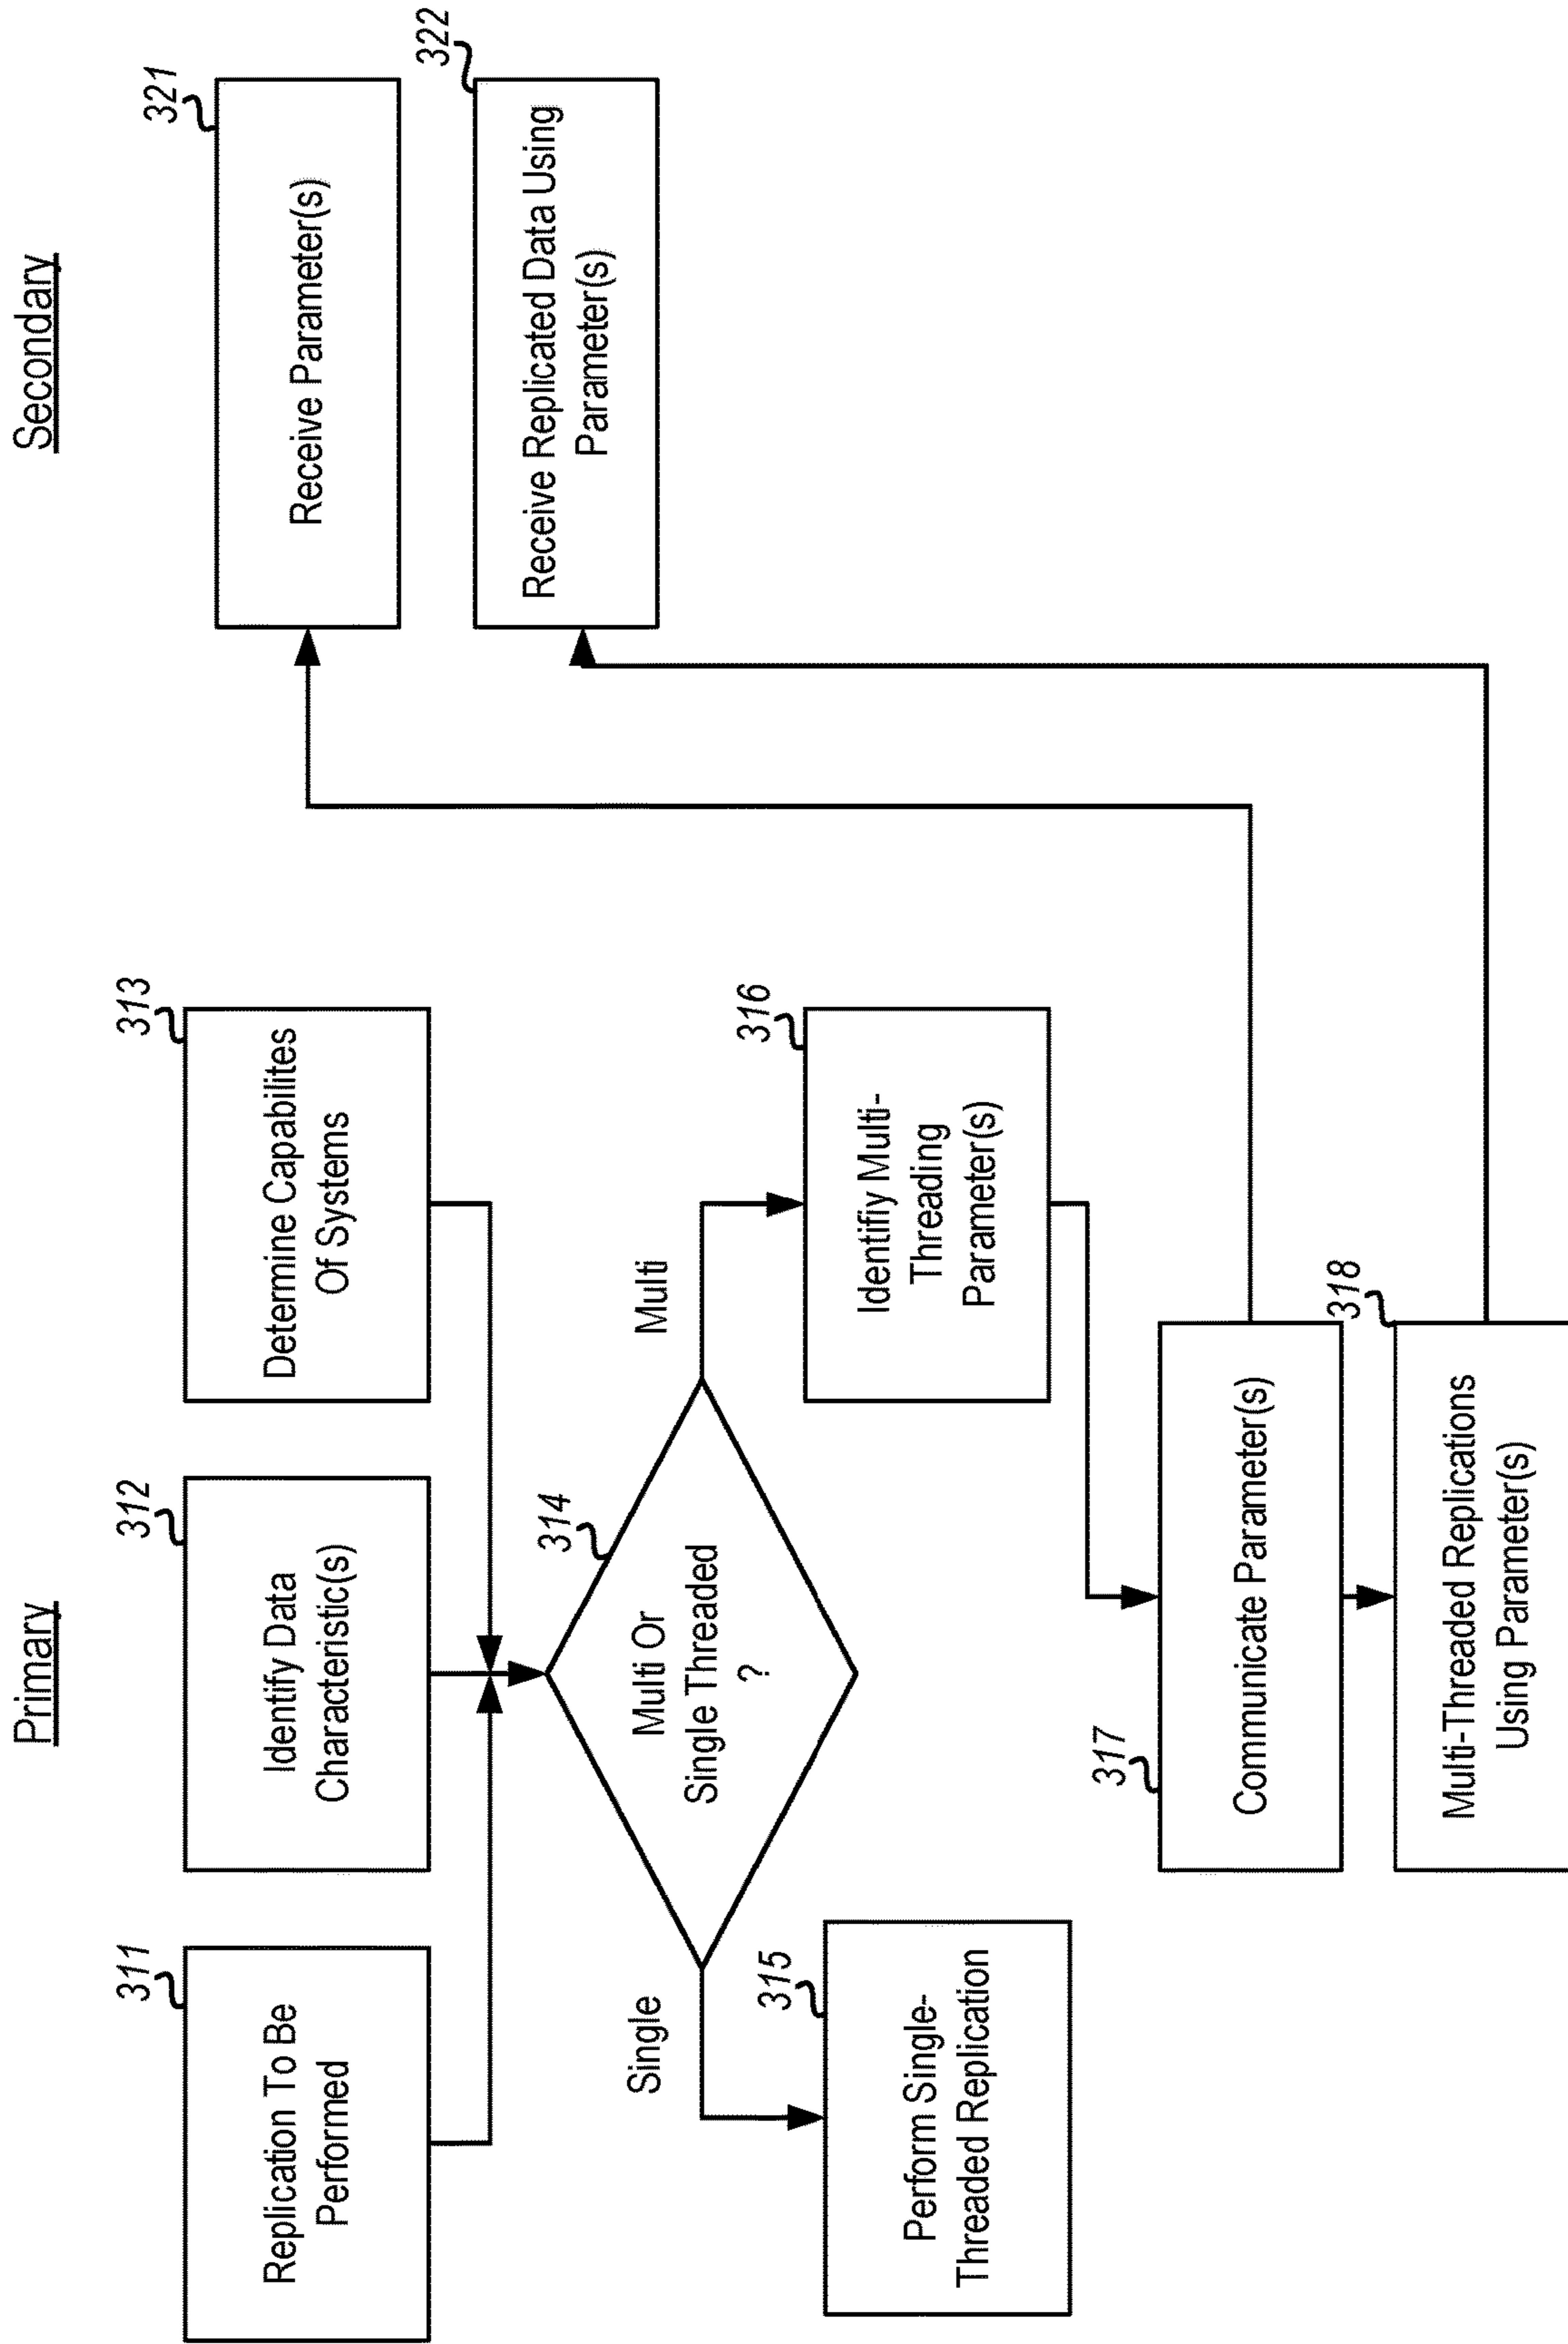 Primary
Secondary
311
Replication To Be
Performed
312
Identify Data
Characteristic(s)
313
Determine Capabilites
Of Systems
321
Receive Parameter(s)
322
Receive Replicated Data Using
Parameter(s)
314
Multi Or
Single Threaded
?
Single
Multi
315
Perform Single-
Threaded Replication
316
Identifiy Multi-
Threading
Parameter(s)
317
Communicate Parameter(s)
318
Multi-Threaded Replications
Using Parameter(s)